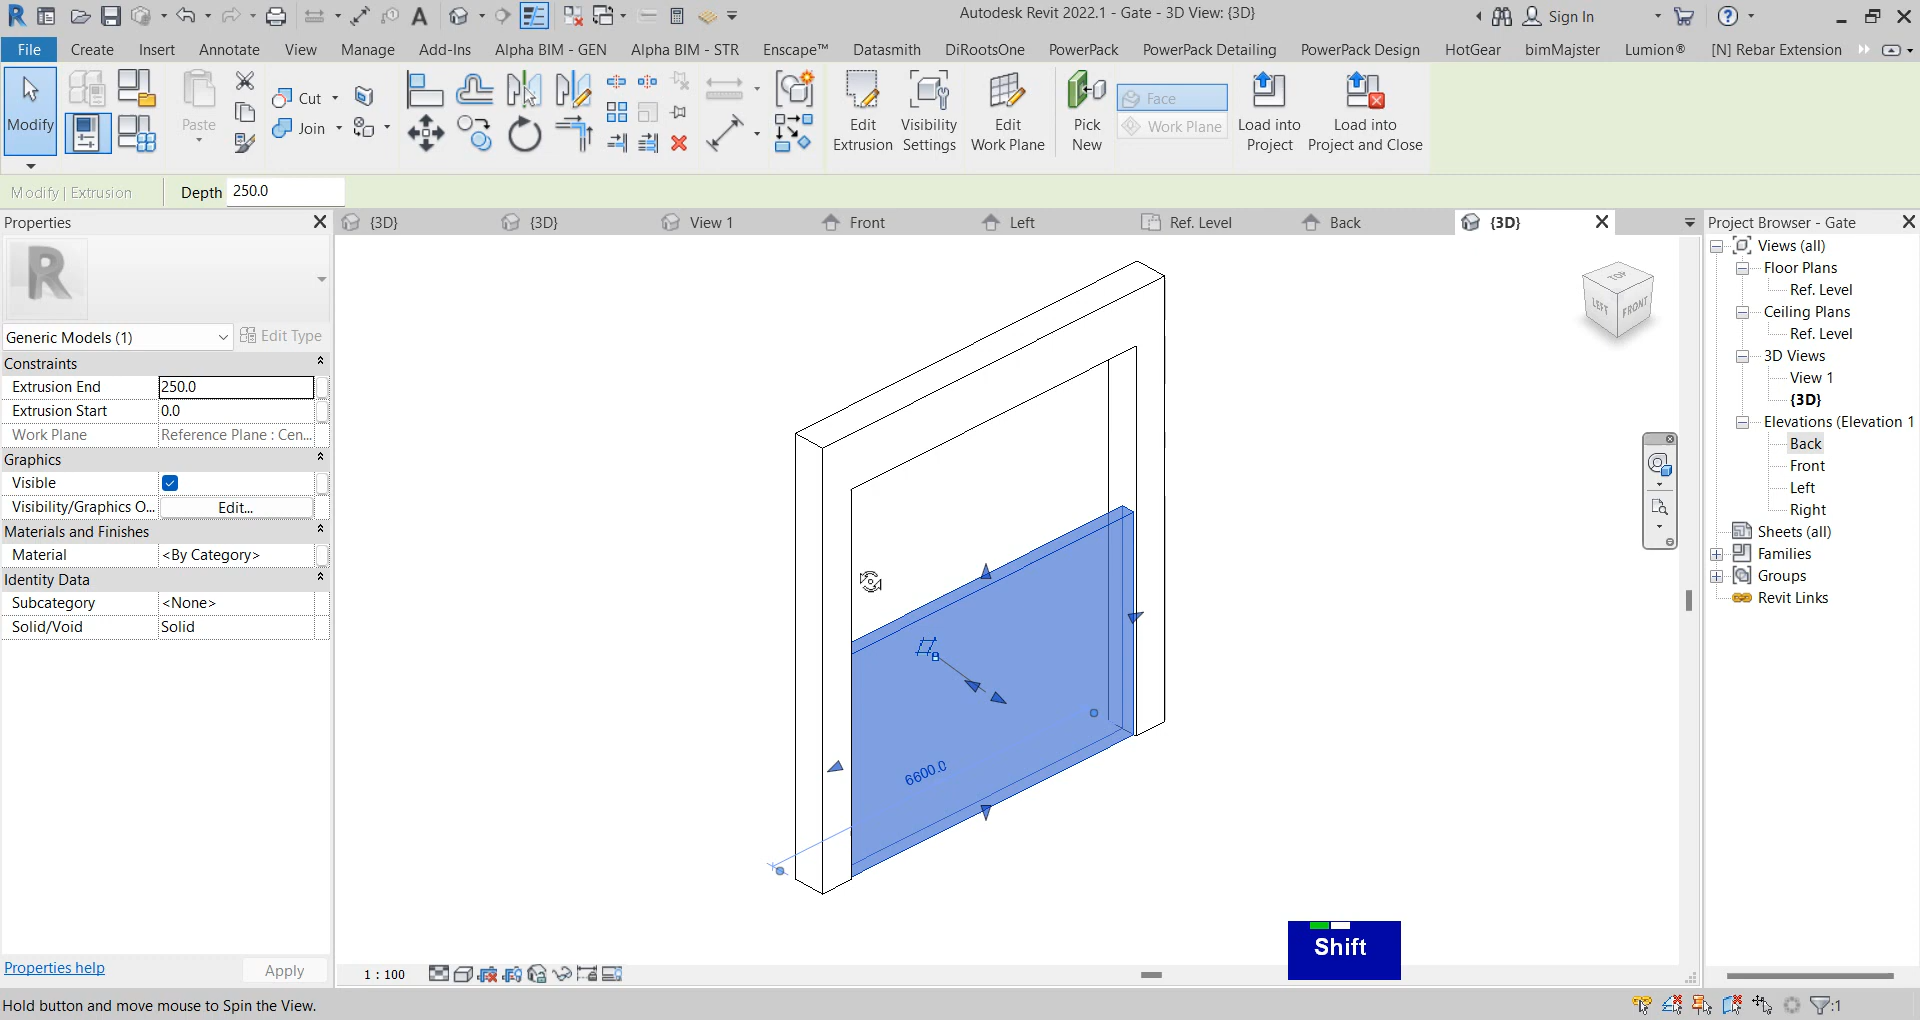 Autodesk Revit 2022.1 - Gate - 3D View: {3D}
Sign In
File Create Insert Annotate View Manage Add-Ins Alpha BIM - GEN Alpha BIM - STR Enscape™ Datasmith DiRootsOne PowerPack PowerPack Detailing PowerPack Design HotGear bimMajster Lumion® [N] Rebar Extension
Modify
Paste
Cut
Join
Edit
Extrusion
Visibility
Settings
Edit
Work Plane
Pick
New
Face
Work Plane
Load into
Project
Load into
Project and Close
Modify | Extrusion
Depth 250.0
Properties
{3D}
{3D}
View 1
Front
Left
Ref. Level
Back
{3D}
Project Browser - Gate
Generic Models (1)
Edit Type
Constraints
Extrusion End 250.0
Extrusion Start 0.0
Work Plane Reference Plane : Cen...
Graphics
Visible
Visibility/Graphics O... Edit...
Materials and Finishes
Material <By Category>
Identity Data
Subcategory <None>
Solid/Void Solid
Properties help
Apply
TOP
LEFT
FRONT
6600.0
Shift
1 : 100
Views (all)
Floor Plans
Ref. Level
Ceiling Plans
Ref. Level
3D Views
View 1
{3D}
Elevations (Elevation 1
Back
Front
Left
Right
Sheets (all)
Families
Groups
Revit Links
Hold button and move mouse to Spin the View.
:1